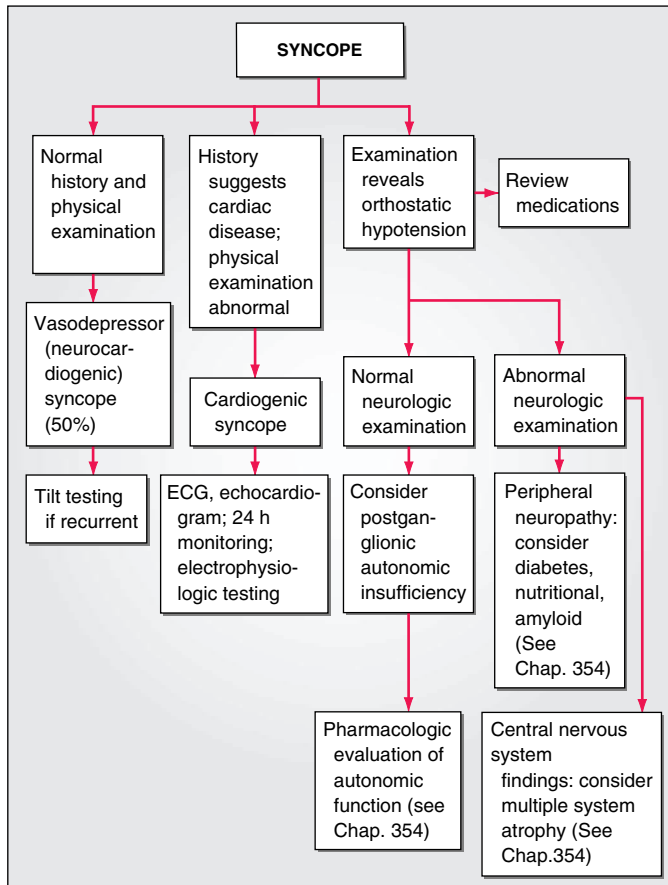 SYNCOPE
Normal
history and
physical
examination
History
suggests
cardiac
disease;
physical
examination
abnormal
Examination
reveals
orthostatic
hypotension
Review
medications
Vasodepressor
(neurocar-
diogenic)
syncope
(50%)
Cardiogenic
syncope
Normal
neurologic
examination
Abnormal
neurologic
examination
Tilt testing
if recurrent
ECG, echocardio-
gram; 24 h
monitoring;
electrophysio-
logic testing
Consider
postgan-
glionic
autonomic
insufficiency
Peripheral
neuropathy:
consider
diabetes,
nutritional,
amyloid
(See
Chap. 354)
Pharmacologic
evaluation of
autonomic
function (see
Chap. 354)
Central nervous
system
findings: consider
multiple system
atrophy (See
Chap.354)